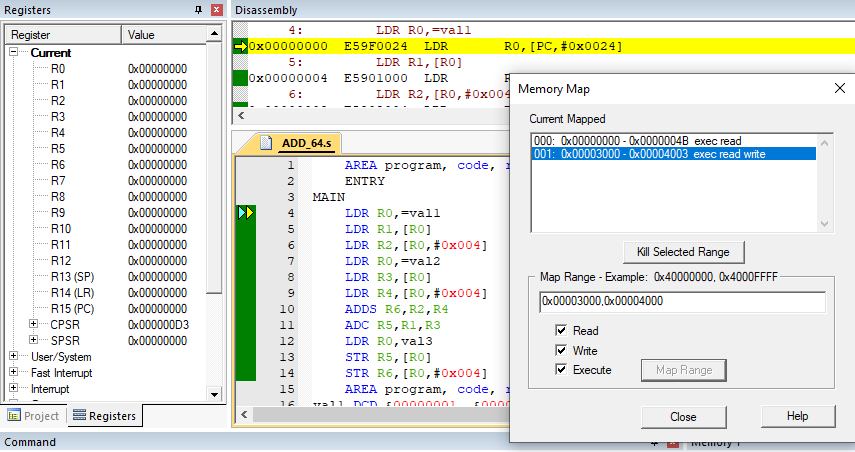 Registers
Register Value
Current
R0 0x00000000
R1 0x00000000
R2 0x00000000
R3 0x00000000
R4 0x00000000
R5 0x00000000
R6 0x00000000
R7 0x00000000
R8 0x00000000
R9 0x00000000
R10 0x00000000
R11 0x00000000
R12 0x00000000
R13 (SP) 0x00000000
R14 (LR) 0x00000000
R15 (PC) 0x00000000
CPSR 0x000000D3
SPSR 0x00000000
User/System
Fast Interrupt
Interrupt
Project Registers
Disassembly
4: LDR R0,=val1
0x00000000 E59F0024 LDR R0,[PC,#0x0024]
5: LDR R1,[R0]
0x00000004 E5901000 LDR
6: LDR R2,[R0,#0x004
ADD_64.s
1 AREA program, code, r
2 ENTRY
3 MAIN
4 LDR R0,=val1
5 LDR R1,[R0]
6 LDR R2,[R0,#0x004]
7 LDR R0,=val2
8 LDR R3,[R0]
9 LDR R4,[R0,#0x004]
10 ADDS R6,R2,R4
11 ADC R5,R1,R3
12 LDR R0,val3
13 STR R5,[R0]
14 STR R6,[R0,#0x004]
15 AREA program, code, r
16 val1 DCD &00000001, &000
Memory Map
Current Mapped
000: 0x00000000 - 0x0000004B exec read
001: 0x00003000 - 0x00004003 exec read write
Kill Selected Range
Map Range - Example: 0x40000000, 0x4000FFFF
0x00003000,0x00004000
Read
Write
Execute Map Range
Close Help
Command
Memory 1